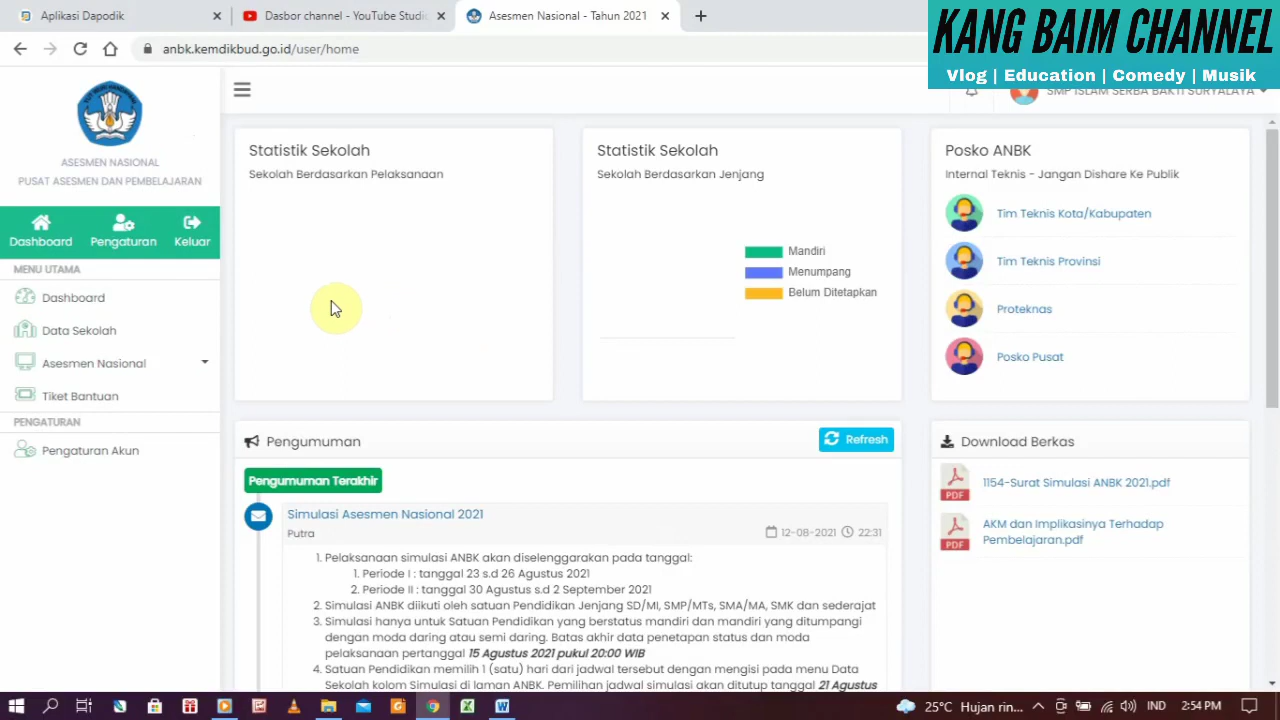 Aplikasi Dapodik
Dasbor channel - YouTube Studio
Asesmen Nasional - Tahun 2021
anbk.kemdikbud.go.id/user/home
KANG BAIM CHANNEL
Vlog | Education | Comedy | Musik
SMP ISLAM SERBA BAKTI SURYALAYA
ASESMEN NASIONAL
PUSAT ASESMEN DAN PEMBELAJARAN
Dashboard
Pengaturan
Keluar
MENU UTAMA
Dashboard
Data Sekolah
Asesmen Nasional
Tiket Bantuan
PENGATURAN
Pengaturan Akun
Statistik Sekolah
Sekolah Berdasarkan Pelaksanaan
Statistik Sekolah
Sekolah Berdasarkan Jenjang
Mandiri
Menumpang
Belum Ditetapkan
Posko ANBK
Internal Teknis - Jangan Dishare Ke Publik
Tim Teknis Kota/Kabupaten
Tim Teknis Provinsi
Proteknas
Posko Pusat
Pengumuman
Refresh
Pengumuman Terakhir
Simulasi Asesmen Nasional 2021
Putra
12-08-2021 22:31
1. Pelaksanaan simulasi ANBK akan diselenggarakan pada tanggal:
1. Periode I : tanggal 23 s.d 26 Agustus 2021
2. Periode II : tanggal 30 Agustus s.d 2 September 2021
2. Simulasi ANBK diikuti oleh satuan Pendidikan Jenjang SD/MI, SMP/MTs, SMA/MA, SMK dan sederajat
3. Simulasi hanya untuk Satuan Pendidikan yang berstatus mandiri dan mandiri yang ditumpangi
dengan moda daring atau semi daring. Batas akhir data penetapan status dan moda
pelaksanaan pertanggal 15 Agustus 2021 pukul 20:00 WIB
4. Satuan Pendidikan memilih 1 (satu) hari dari jadwal tersebut dengan mengisi pada menu Data
Sekolah kolom Simulasi di laman ANBK. Pemilihan jadwal simulasi akan ditutup tanggal 21 Agustus
Download Berkas
PDF
1154-Surat Simulasi ANBK 2021.pdf
PDF
AKM dan Implikasinya Terhadap
Pembelajaran.pdf
25°C Hujan rin...
IND
2:54 PM